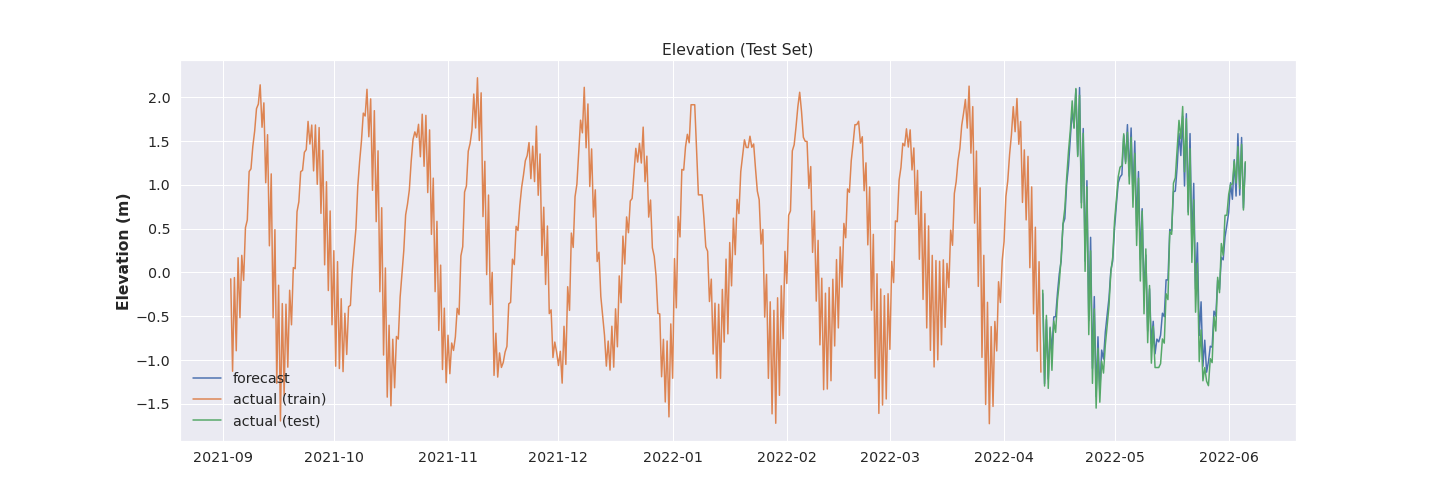 Elevation (Test Set)
Elevation (m)
2.0
1.5
1.0
0.5
0.0
−0.5
−1.0
−1.5
forecast
actual (train)
actual (test)
2021-09 2021-10 2021-11 2021-12 2022-01 2022-02 2022-03 2022-04 2022-05 2022-06